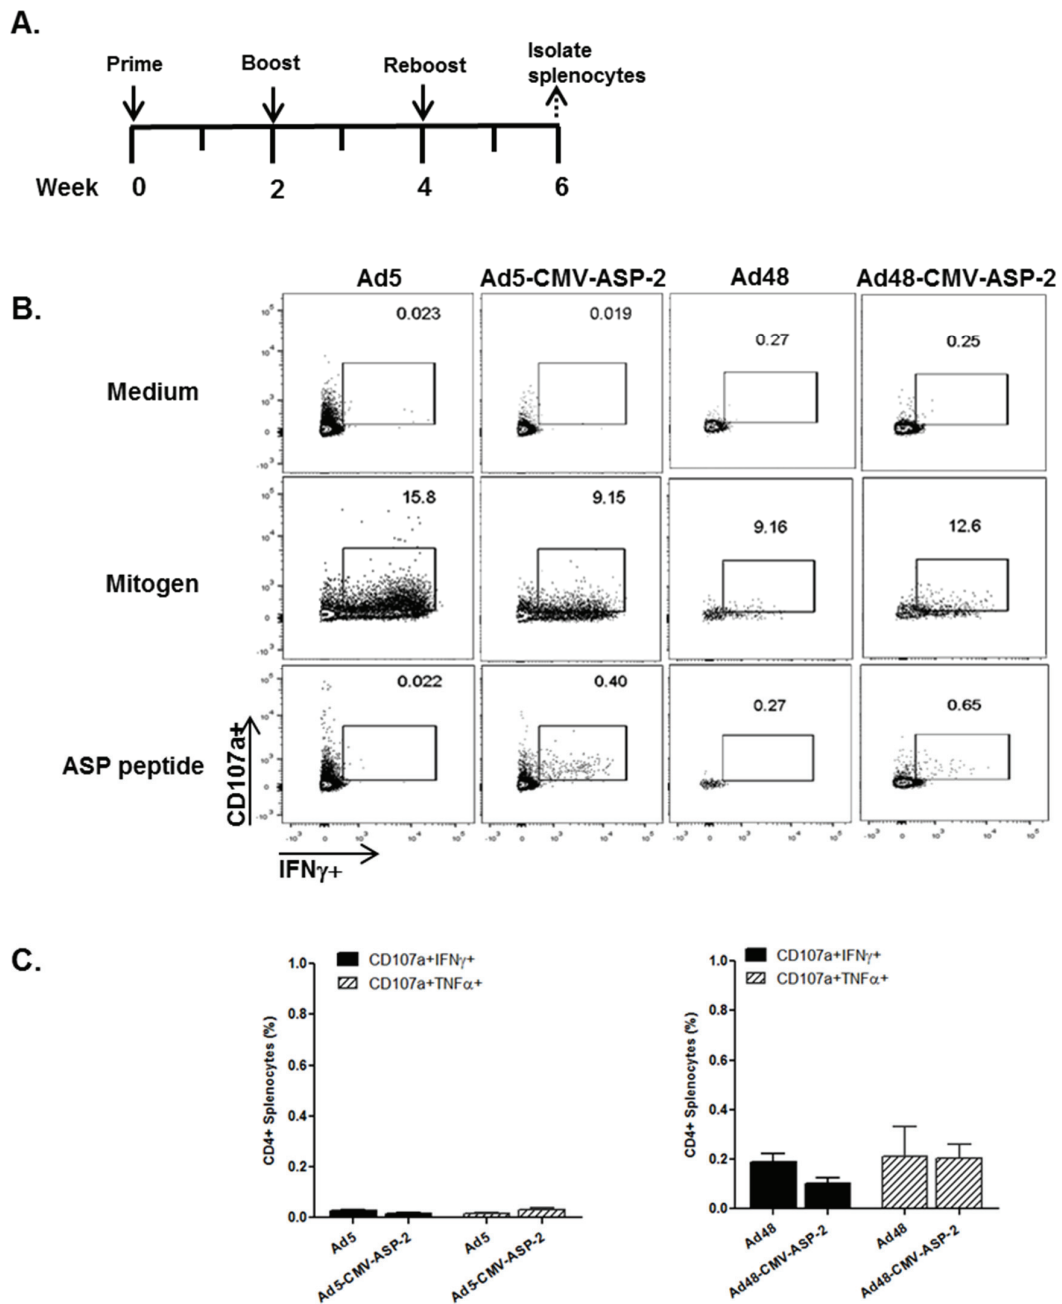 A.
Prime
Boost
Reboost
Isolate
splenocytes
Week 0 2 4 6
B.
Ad5 Ad5-CMV-ASP-2 Ad48 Ad48-CMV-ASP-2
Medium
0.023 0.019 0.27 0.25
Mitogen
15.8 9.15 9.16 12.6
ASP peptide
0.022 0.40 0.27 0.65
CD107a+
IFNγ+
C.
CD107a+IFNγ+
CD107a+TNFα+
CD4+ Splenocytes (%)
1.0
0.8
0.6
0.4
0.2
0.0
Ad5
Ad5-CMV-ASP-2
Ad5
Ad5-CMV-ASP-2
CD107a+IFNγ+
CD107a+TNFα+
CD4+ Splenocytes (%)
1.0
0.8
0.6
0.4
0.2
0.0
Ad48
Ad48-CMV-ASP-2
Ad48
Ad48-CMV-ASP-2